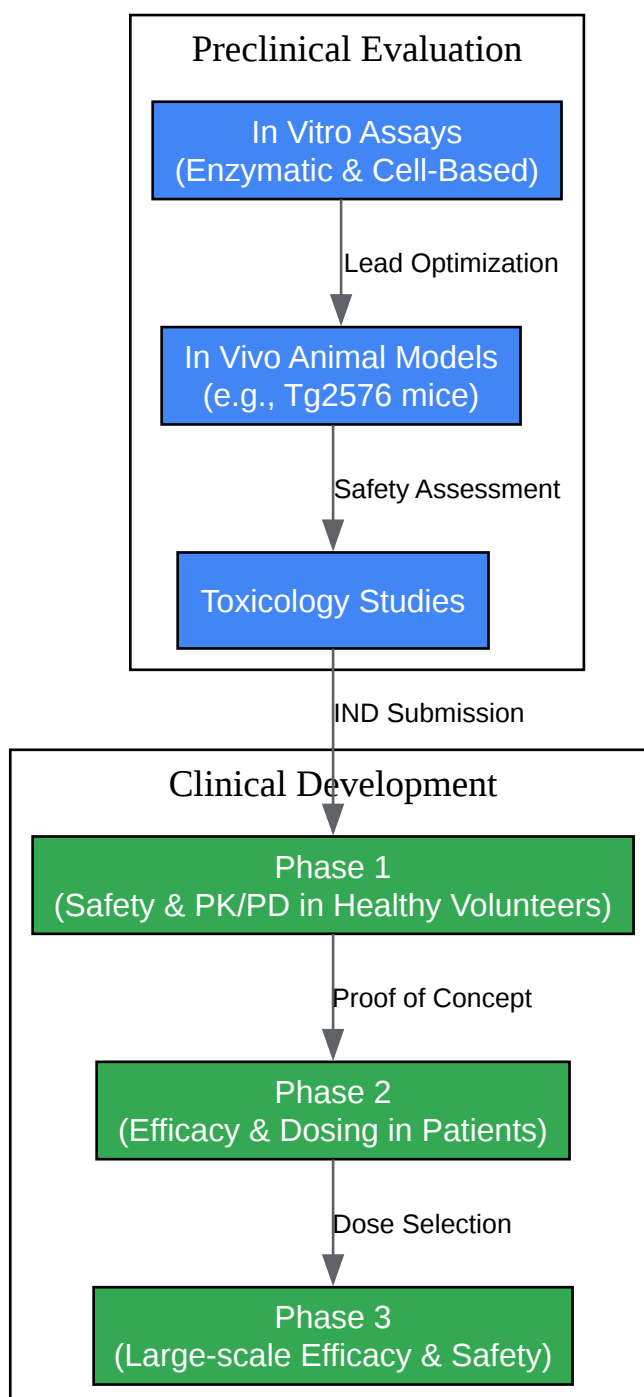 Preclinical Evaluation
In Vitro Assays
(Enzymatic & Cell-Based)
Lead Optimization
In Vivo Animal Models
(e.g., Tg2576 mice)
Safety Assessment
Toxicology Studies
IND Submission
Clinical Development
Phase 1
(Safety & PK/PD in Healthy Volunteers)
Proof of Concept
Phase 2
(Efficacy & Dosing in Patients)
Dose Selection
Phase 3
(Large-scale Efficacy & Safety)